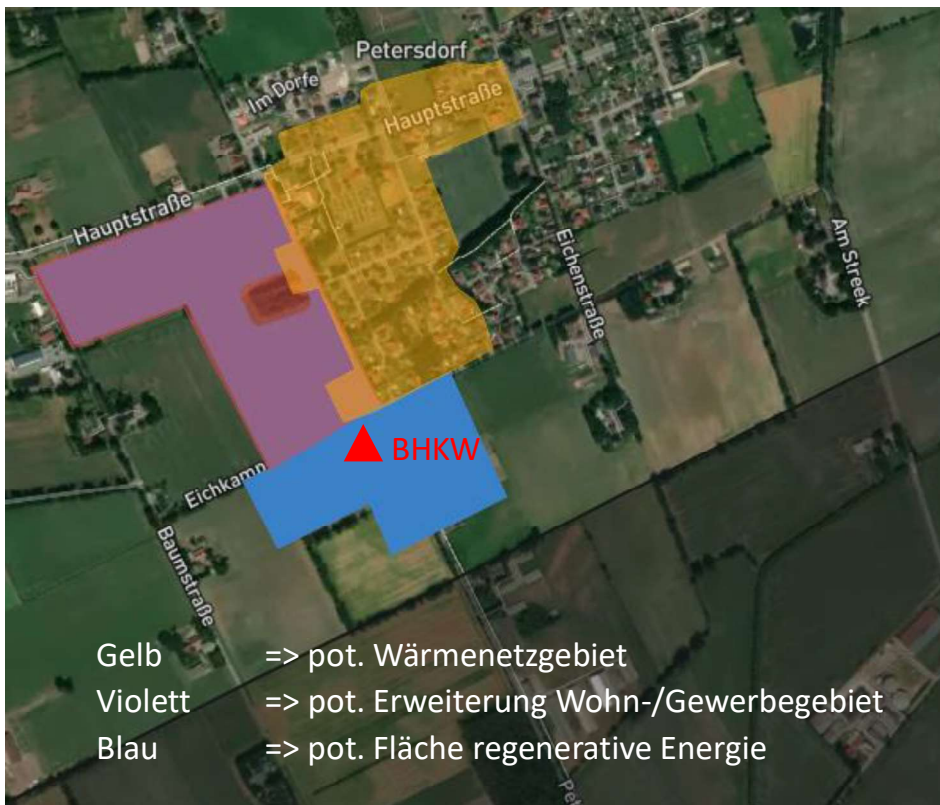 Petersdorf
Im Dorfe
Hauptstraße
Hauptstraße
Am Streek
Eichenstraße
BHKW
Eichkamp
Baumstraße
Gelb => pot. Wärmenetzgebiet
Violett => pot. Erweiterung Wohn-/Gewerbegebiet
Blau => pot. Fläche regenerative Energie